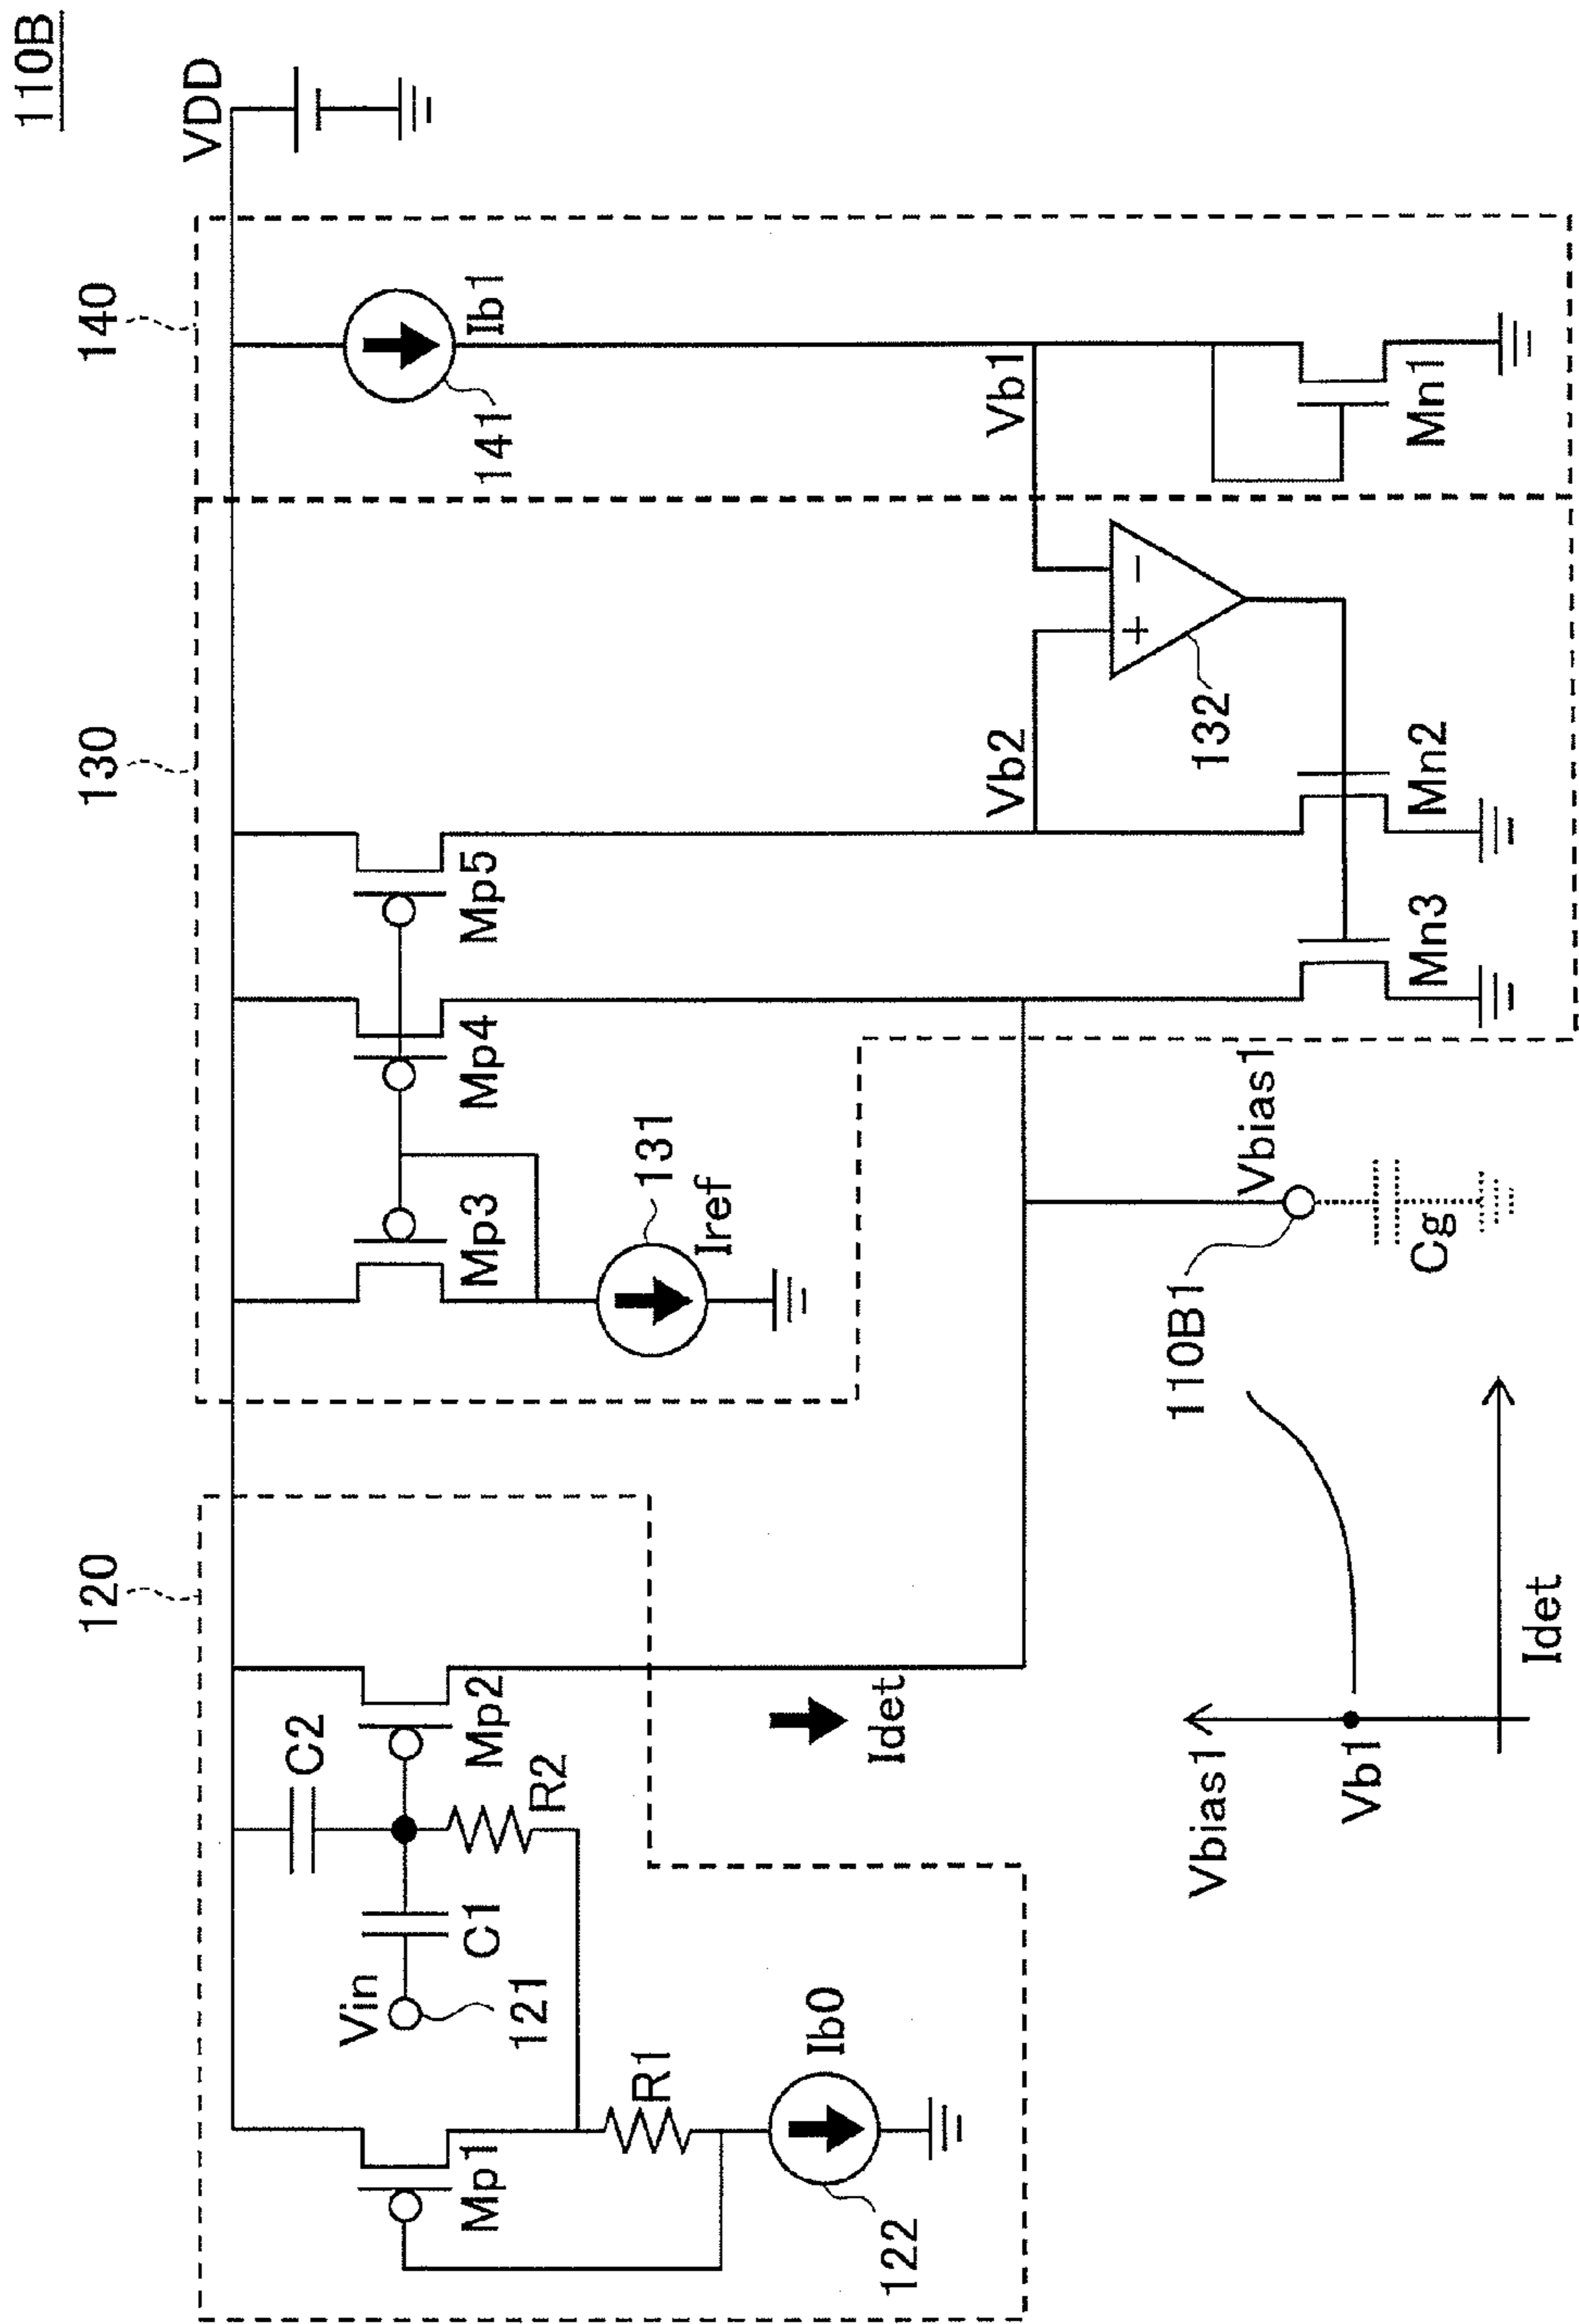 110B
120
130
140
VDD
C2
Vin
C1
121
Mp1
Mp2
R2
R1
Ib0
122
Idet
Mp3
Mp4
Mp5
131
Iref
Ib1
141
Vb2
Vb1
+
−
132
Mn3
Mn2
Mn1
Vbias1
110B1
Cg
Vbias1
Vb1
Idet